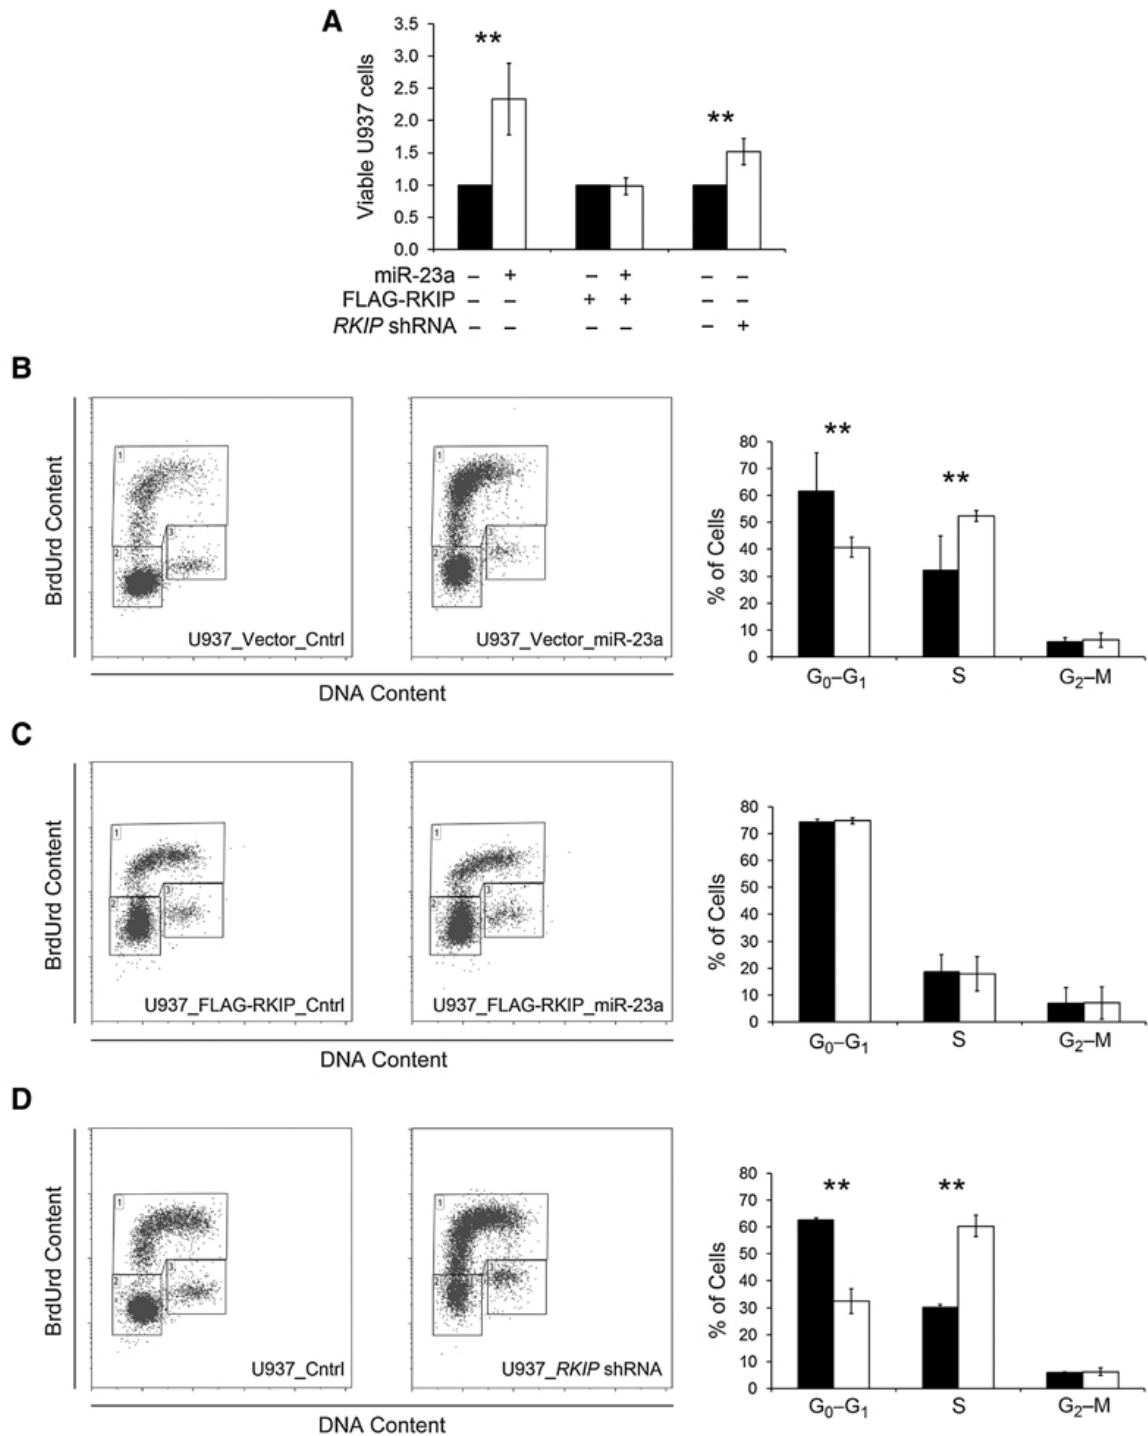 A
Viable U937 cells
3.5
3.0
2.5
2.0
1.5
1.0
0.5
0.0
** **
miR-23a – + – + – –
FLAG-RKIP – – + + – –
RKIP shRNA – – – – – +
B
BrdUrd Content
1
2
3
U937_Vector_Cntrl
1
2
3
U937_Vector_miR-23a
DNA Content
% of Cells
80
70
60
50
40
30
20
10
0
**
**
G₀–G₁ S G₂–M
C
BrdUrd Content
1
2
3
U937_FLAG-RKIP_Cntrl
1
2
3
U937_FLAG-RKIP_miR-23a
DNA Content
% of Cells
80
70
60
50
40
30
20
10
0
G₀–G₁ S G₂–M
D
BrdUrd Content
1
2
3
U937_Cntrl
1
2
3
U937_RKIP shRNA
DNA Content
% of Cells
80
70
60
50
40
30
20
10
0
** **
G₀–G₁ S G₂–M